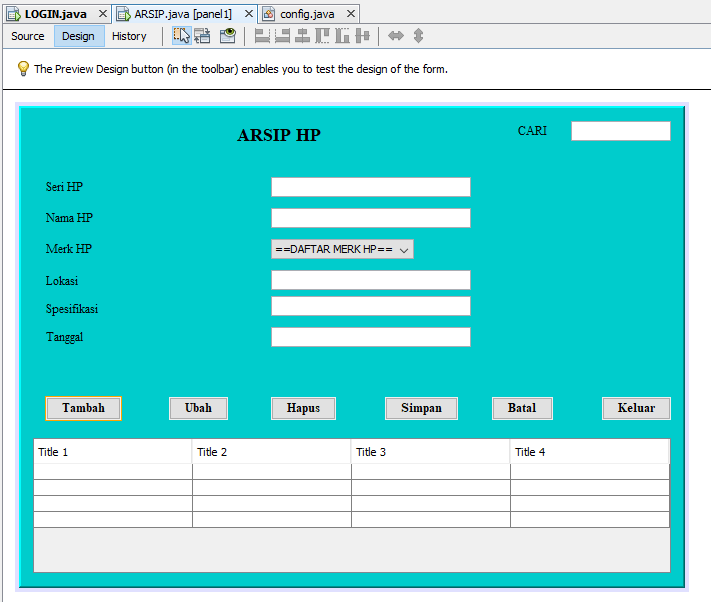 LOGIN.java ARSIP.java [panel1] config.java
Source Design History
The Preview Design button (in the toolbar) enables you to test the design of the form.
ARSIP HP CARI
Seri HP
Nama HP
Merk HP ==DAFTAR MERK HP==
Lokasi
Spesifikasi
Tanggal
Tambah Ubah Hapus Simpan Batal Keluar
Title 1 Title 2 Title 3 Title 4